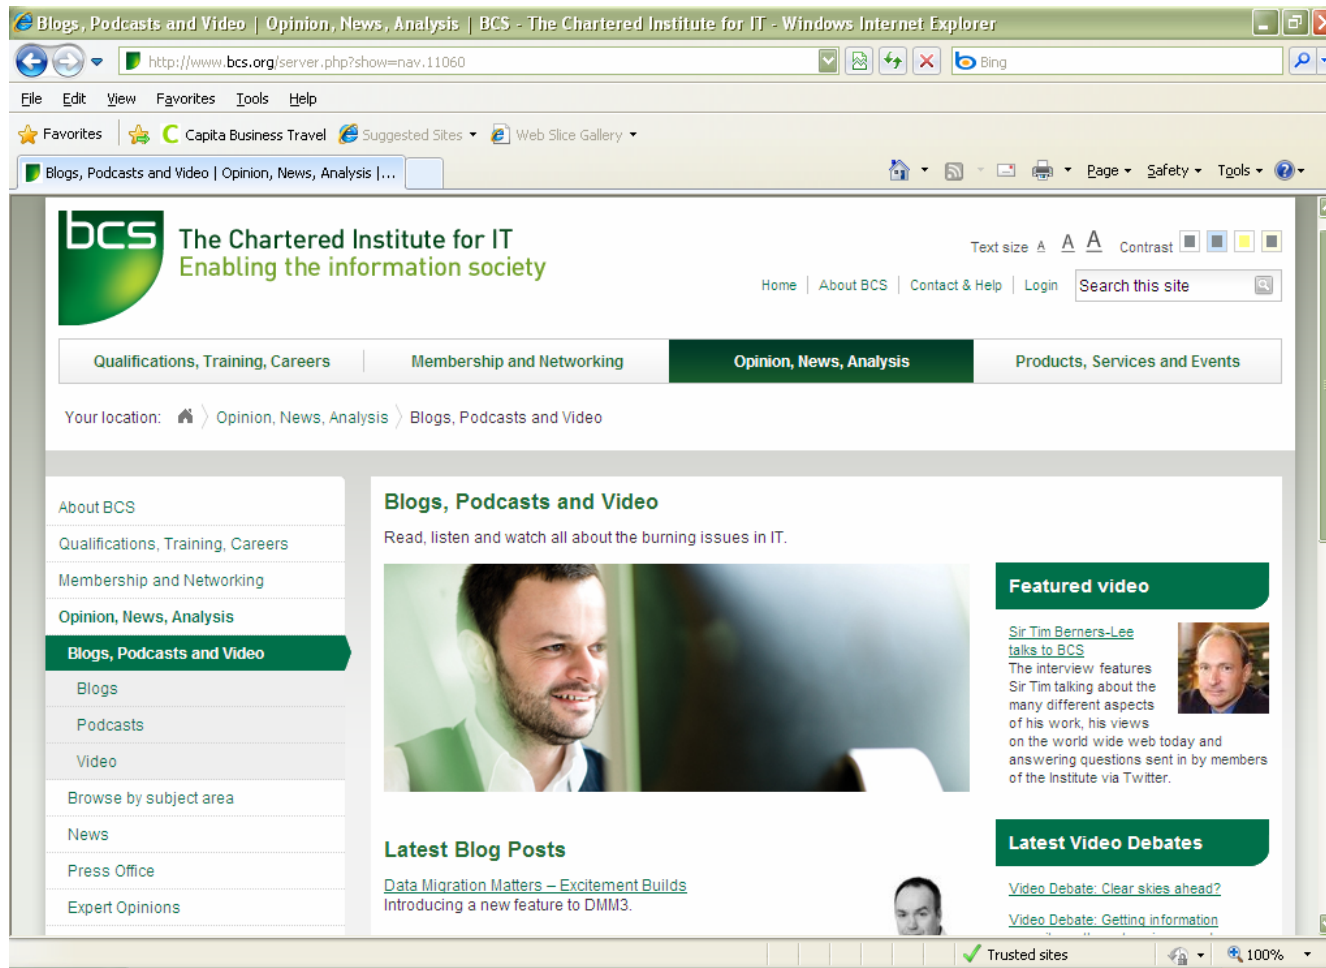 Blogs, Podcasts and Video | Opinion, News, Analysis | BCS - The Chartered Institute for IT - Windows Internet Explorer
http://www.bcs.org/server.php?show=nav.11060
Bing
File Edit View Favorites Tools Help
Favorites Capita Business Travel Suggested Sites Web Slice Gallery
Blogs, Podcasts and Video | Opinion, News, Analysis |...
Page Safety Tools
bcs
The Chartered Institute for IT
Enabling the information society
Text size A A A Contrast
Home | About BCS | Contact & Help | Login
Search this site
Qualifications, Training, Careers
Membership and Networking
Opinion, News, Analysis
Products, Services and Events
Your location: Opinion, News, Analysis Blogs, Podcasts and Video
About BCS
Qualifications, Training, Careers
Membership and Networking
Opinion, News, Analysis
Blogs, Podcasts and Video
Blogs
Podcasts
Video
Browse by subject area
News
Press Office
Expert Opinions
Blogs, Podcasts and Video
Read, listen and watch all about the burning issues in IT.
Latest Blog Posts
Data Migration Matters – Excitement Builds
Introducing a new feature to DMM3.
Featured video
Sir Tim Berners-Lee
talks to BCS
The interview features
Sir Tim talking about the
many different aspects
of his work, his views
on the world wide web today and
answering questions sent in by members
of the Institute via Twitter.
Latest Video Debates
Video Debate: Clear skies ahead?
Video Debate: Getting information
Trusted sites
100%